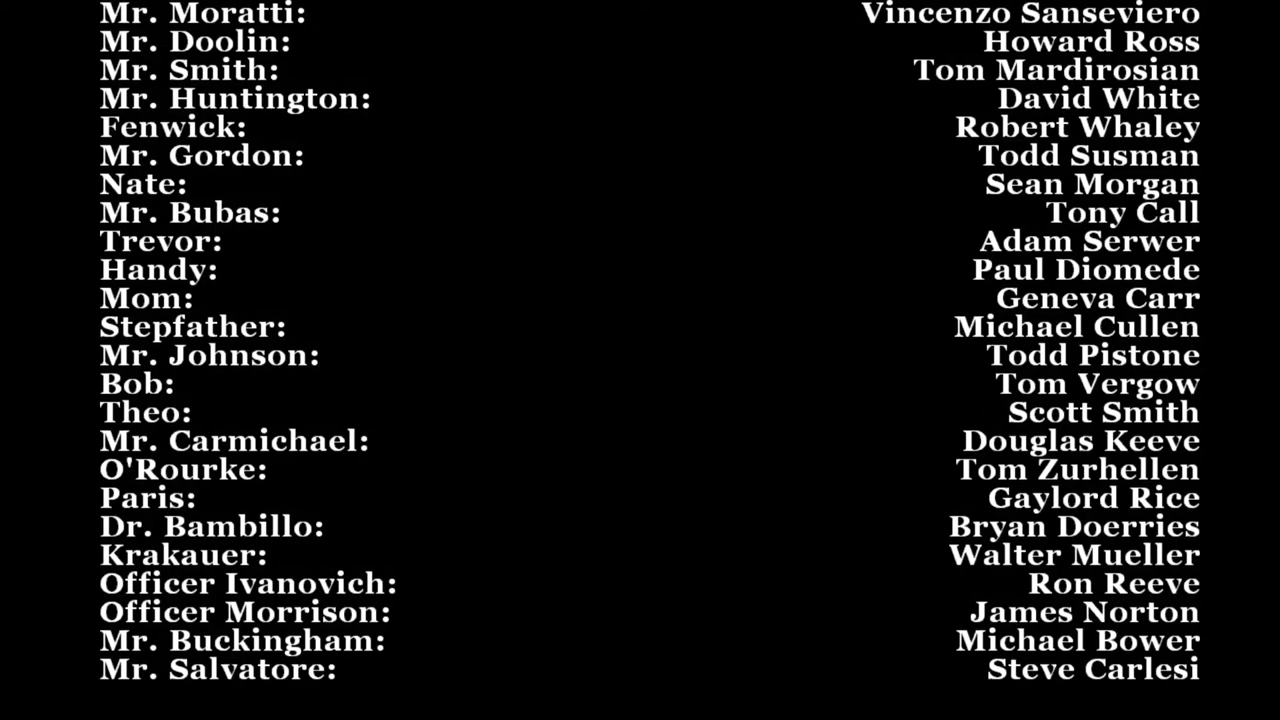 Mr. Moratti: Vincenzo Sanseviero
Mr. Doolin: Howard Ross
Mr. Smith: Tom Mardirosian
Mr. Huntington: David White
Fenwick: Robert Whaley
Mr. Gordon: Todd Susman
Nate: Sean Morgan
Mr. Bubas: Tony Call
Trevor: Adam Serwer
Handy: Paul Diomede
Mom: Geneva Carr
Stepfather: Michael Cullen
Mr. Johnson: Todd Pistone
Bob: Tom Vergow
Theo: Scott Smith
Mr. Carmichael: Douglas Keeve
O'Rourke: Tom Zurhellen
Paris: Gaylord Rice
Dr. Bambillo: Bryan Doerries
Krakauer: Walter Mueller
Officer Ivanovich: Ron Reeve
Officer Morrison: James Norton
Mr. Buckingham: Michael Bower
Mr. Salvatore: Steve Carlesi